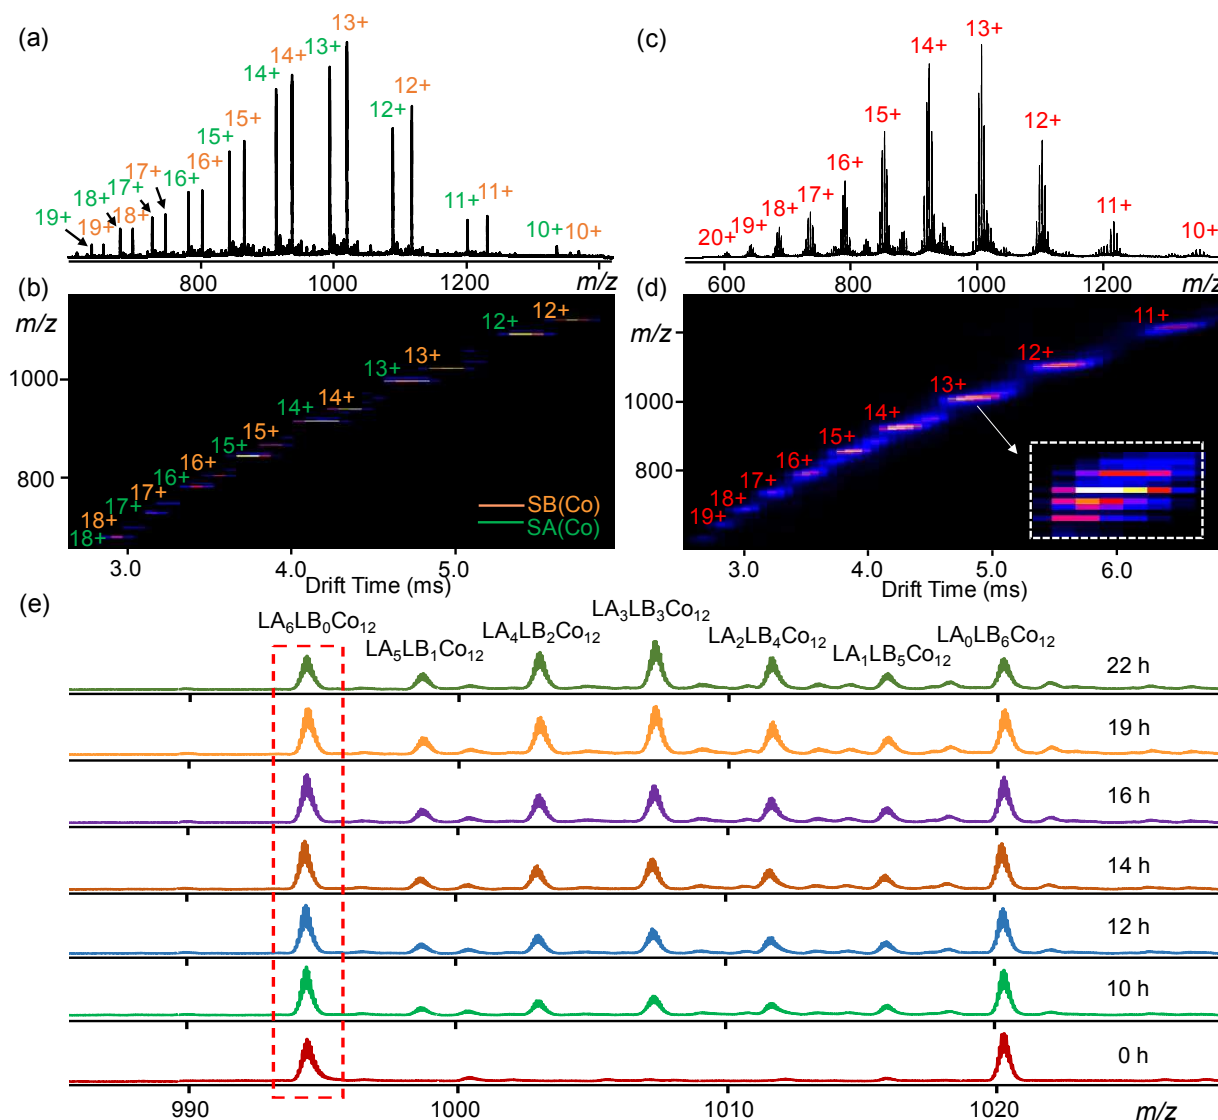 (a)
13+
14+
13+
14+
12+
15+
12+
15+
17+
16+
18+
17+
16+
19+
19+
18+
11+
11+
10+
10+
800
1000
1200
m/z
(c)
13+
14+
15+
12+
16+
17+
18+
19+
20+
11+
10+
600
800
1000
1200
m/z
(b)
m/z
12+
12+
13+
13+
1000
14+
14+
15+
15+
16+
800
16+
17+
17+
18+
18+
SB(Co)
SA(Co)
3.0
4.0
5.0
Drift Time (ms)
(d)
m/z
11+
12+
13+
1000
14+
15+
16+
800
17+
18+
19+
3.0
4.0
5.0
6.0
Drift Time (ms)
(e)
LA₆LB₀Co₁₂
LA₅LB₁Co₁₂
LA₄LB₂Co₁₂
LA₃LB₃Co₁₂
LA₂LB₄Co₁₂
LA₁LB₅Co₁₂
LA₀LB₆Co₁₂
22 h
19 h
16 h
14 h
12 h
10 h
0 h
990
1000
1010
1020
m/z